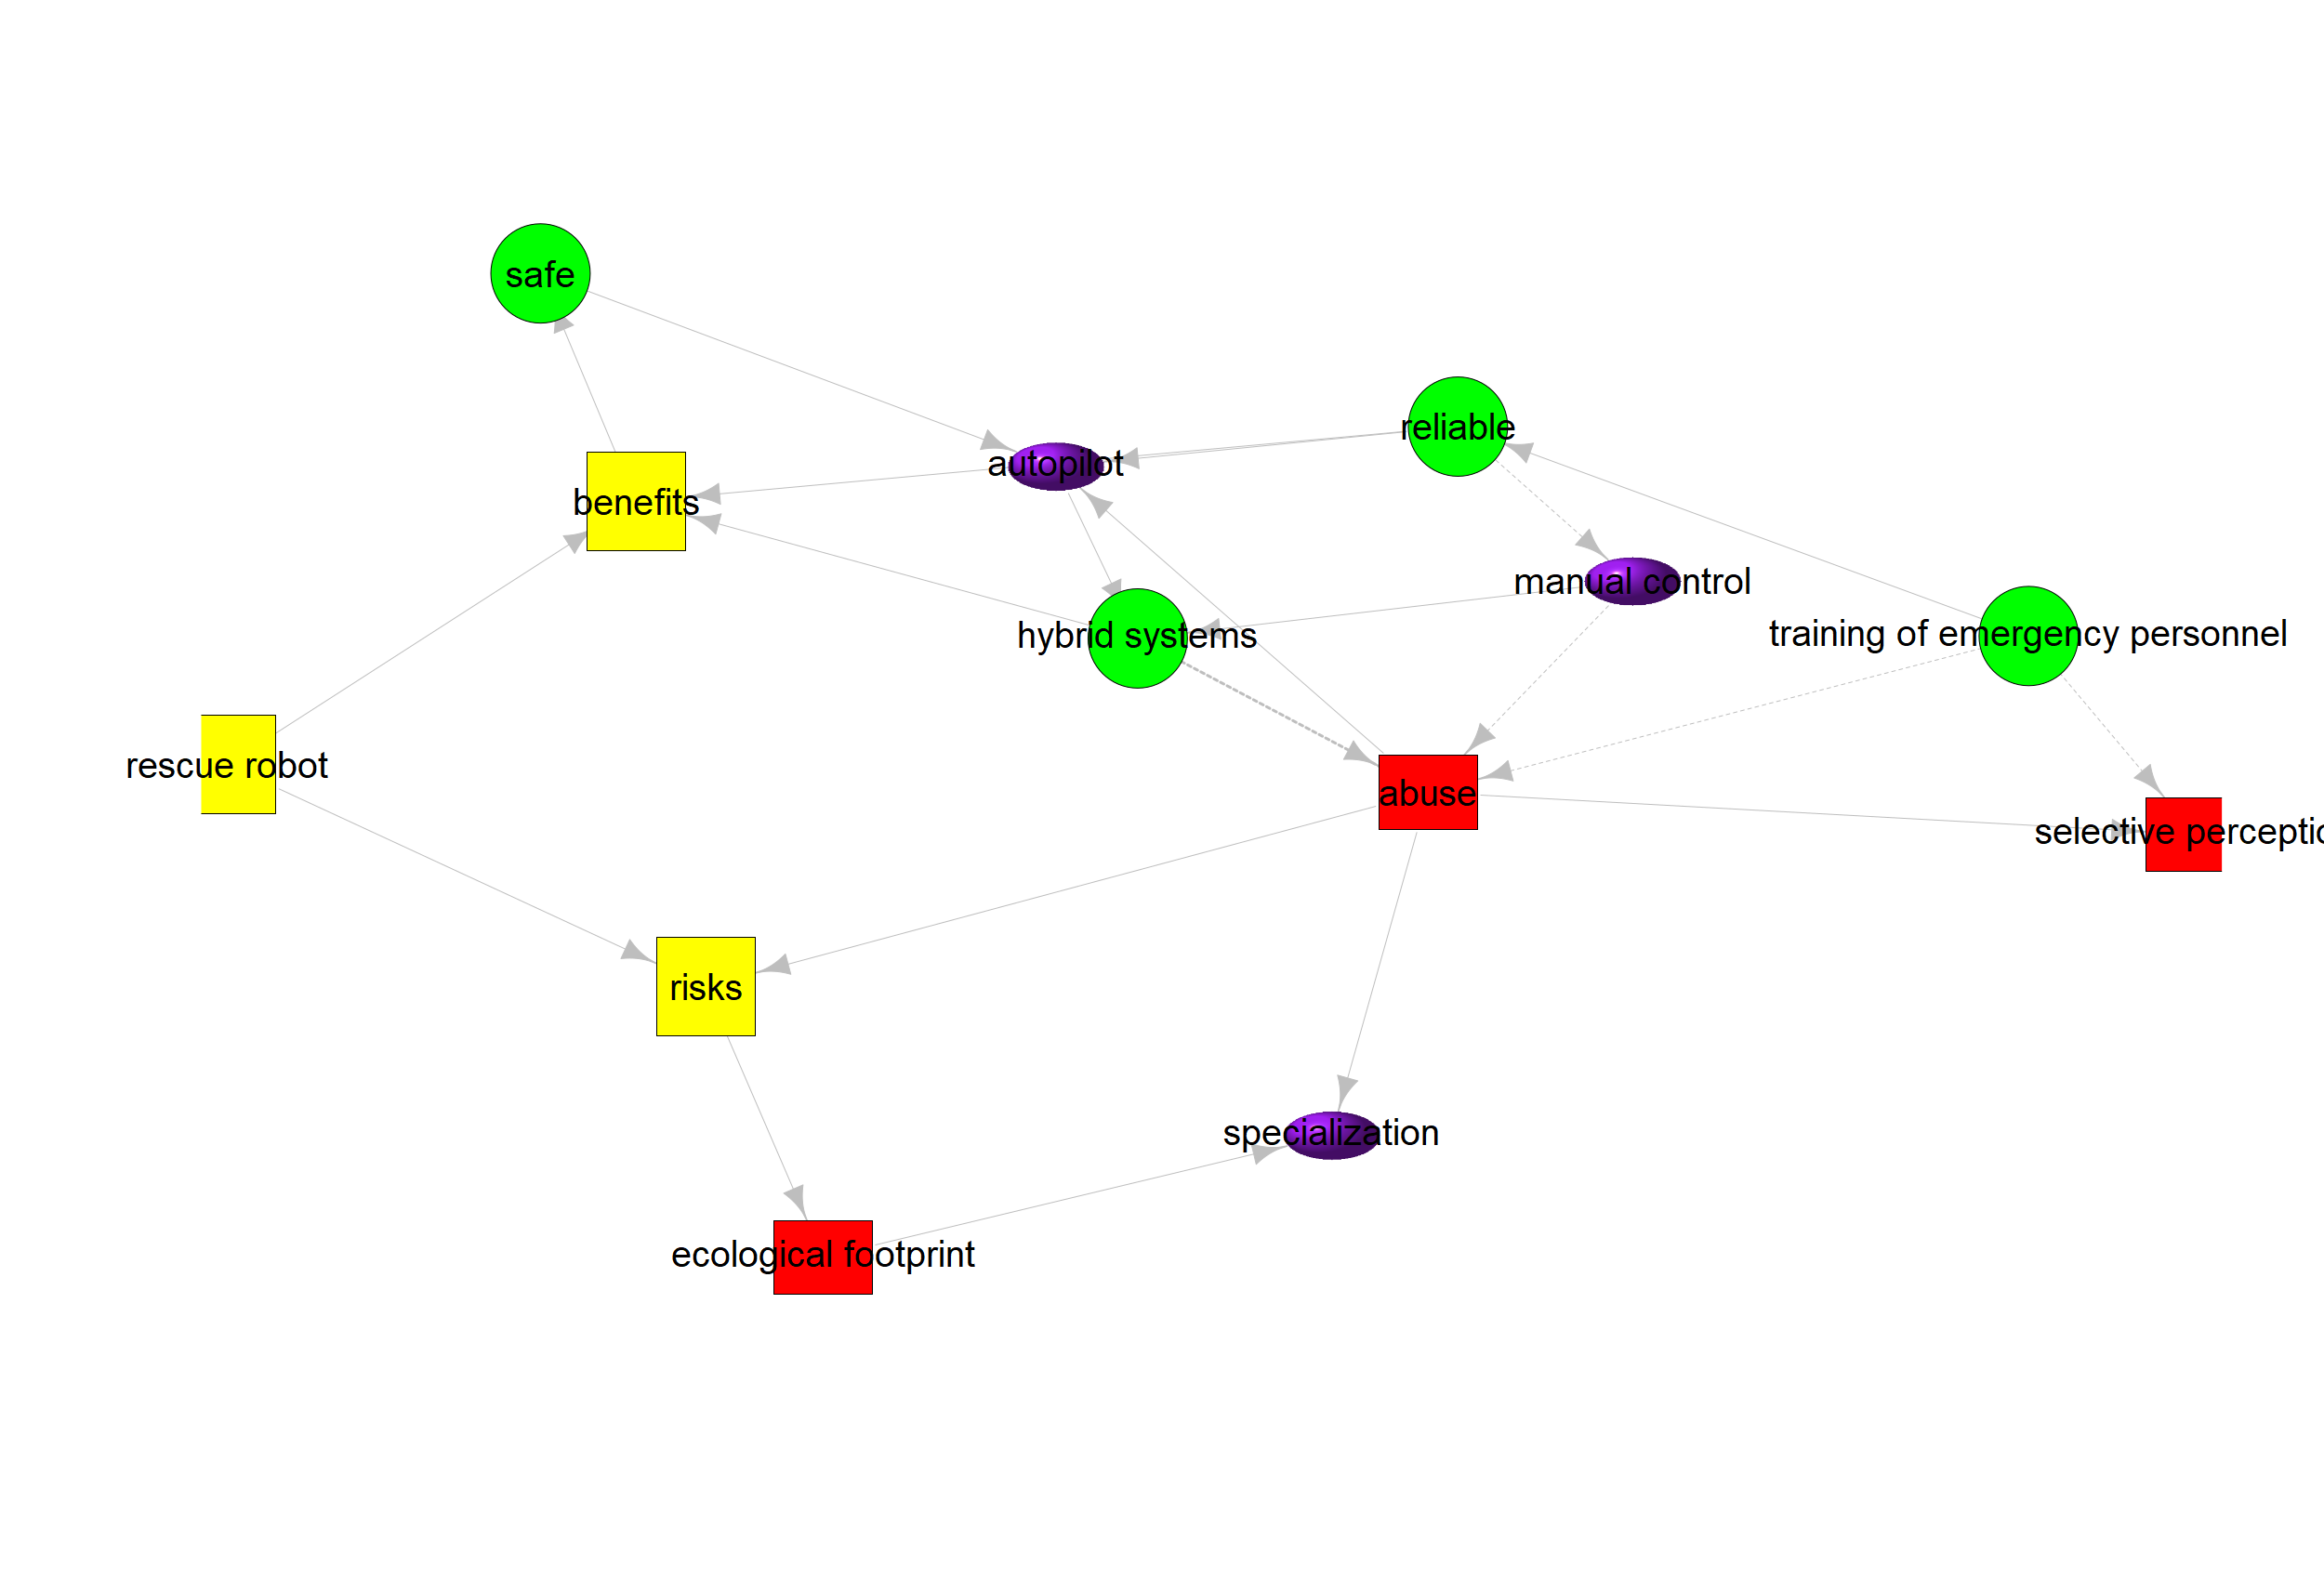 safe
reliable
autopilot
benefits
manual control
hybrid systems
training of emergency personnel
rescue robot
abuse
selective perceptic
risks
specialization
ecological footprint